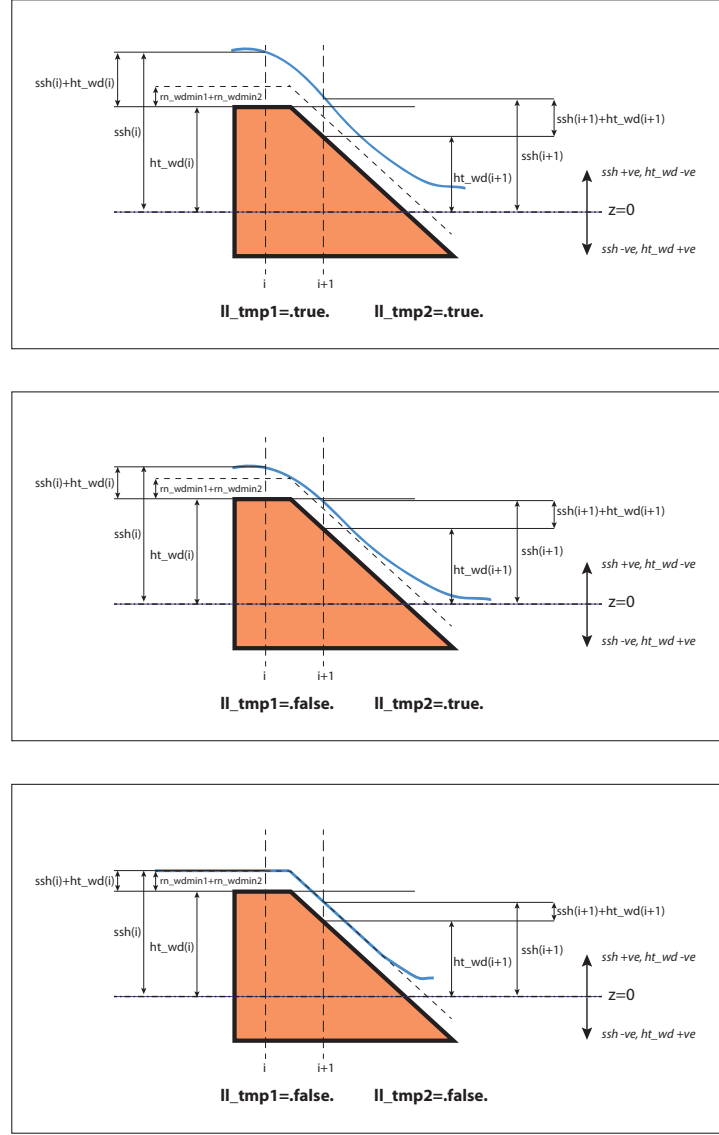 ssh(i)+ht_wd(i)
rn_wdmin1+rn_wdmin2
ssh(i)
ht_wd(i)
ssh(i+1)+ht_wd(i+1)
ssh(i+1)
ht_wd(i+1)
ssh +ve, ht_wd -ve
z=0
ssh -ve, ht_wd +ve
i i+1
ll_tmp1=.true. ll_tmp2=.true.
ssh(i)+ht_wd(i)
rn_wdmin1+rn_wdmin2
ssh(i)
ht_wd(i)
ssh(i+1)+ht_wd(i+1)
ssh(i+1)
ht_wd(i+1)
ssh +ve, ht_wd -ve
z=0
ssh -ve, ht_wd +ve
i i+1
ll_tmp1=.false. ll_tmp2=.true.
ssh(i)+ht_wd(i)
rn_wdmin1+rn_wdmin2
ssh(i)
ht_wd(i)
ssh(i+1)+ht_wd(i+1)
ssh(i+1)
ht_wd(i+1)
ssh +ve, ht_wd -ve
z=0
ssh -ve, ht_wd +ve
i i+1
ll_tmp1=.false. ll_tmp2=.false.